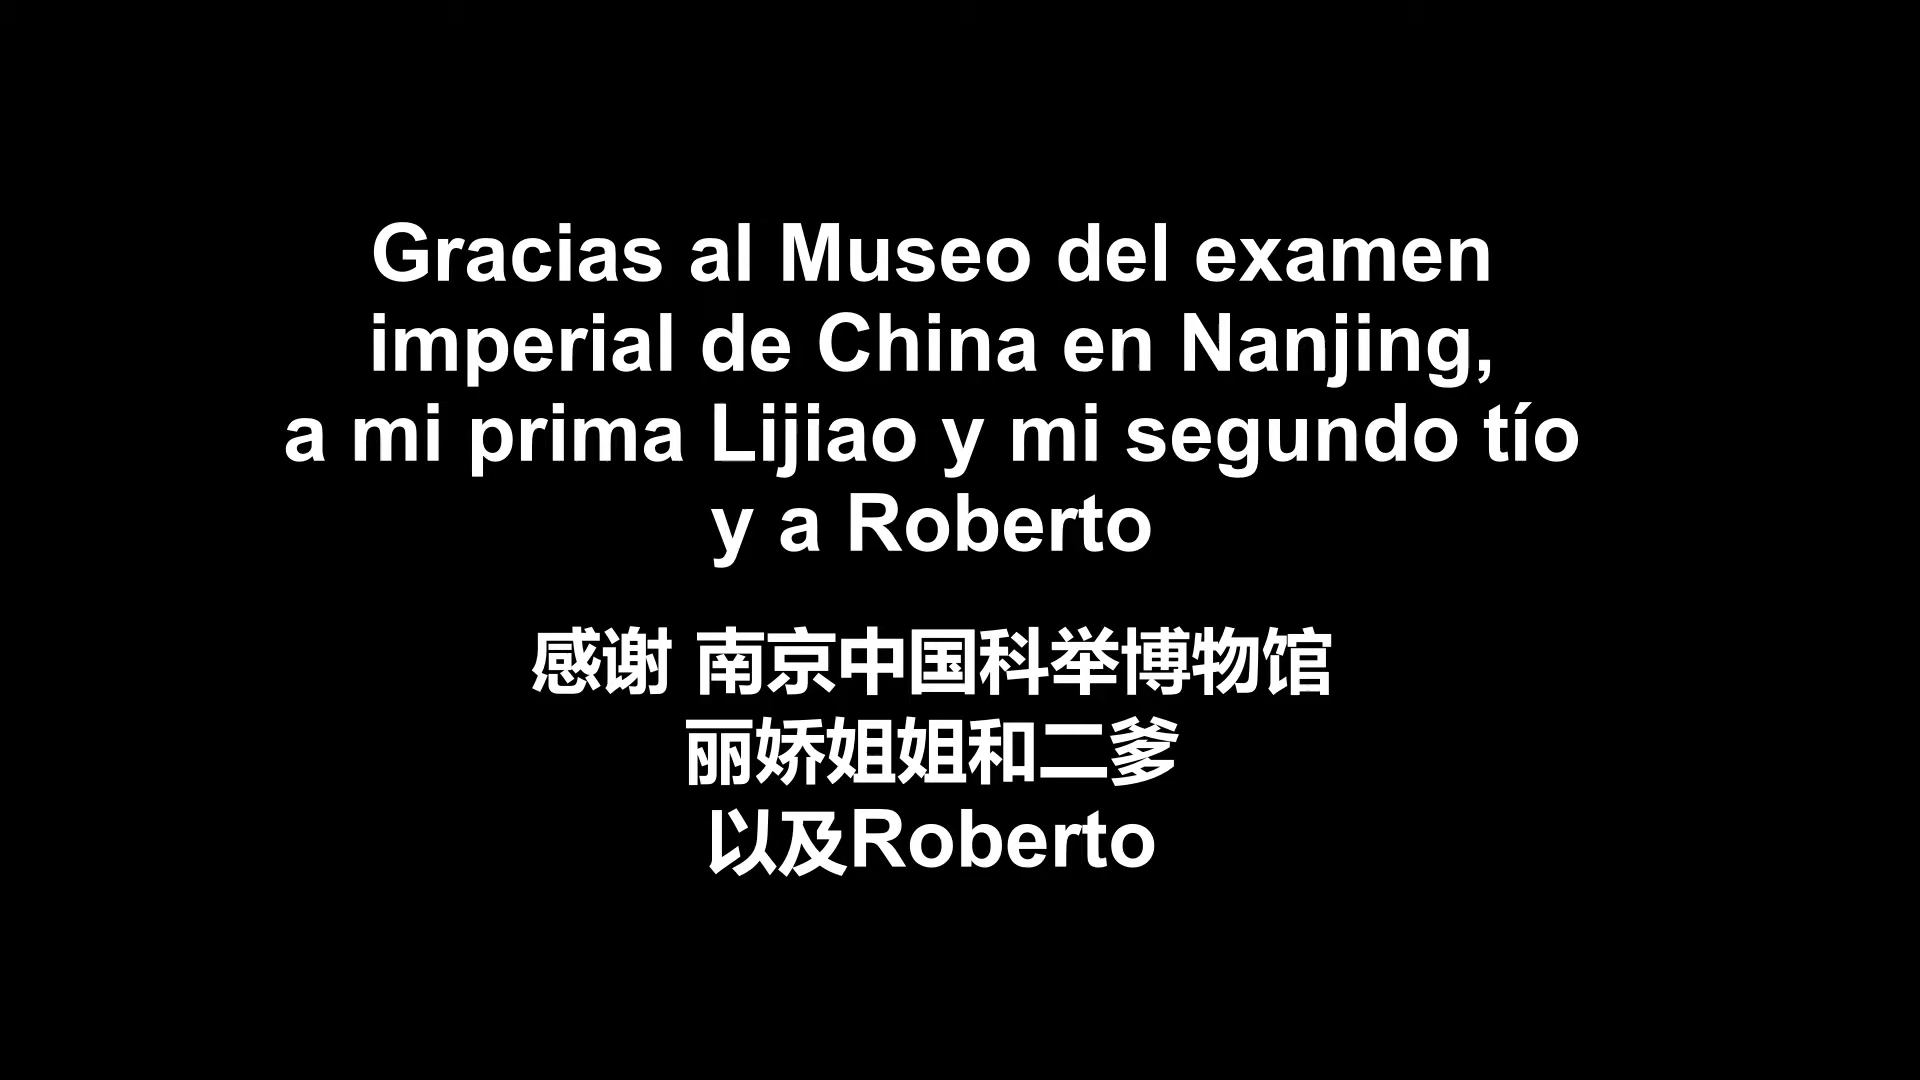 Gracias al Museo del examen
imperial de China en Nanjing,
a mi prima Lijiao y mi segundo tío
y a Roberto
感谢 南京中国科举博物馆
丽娇姐姐和二爹
以及Roberto